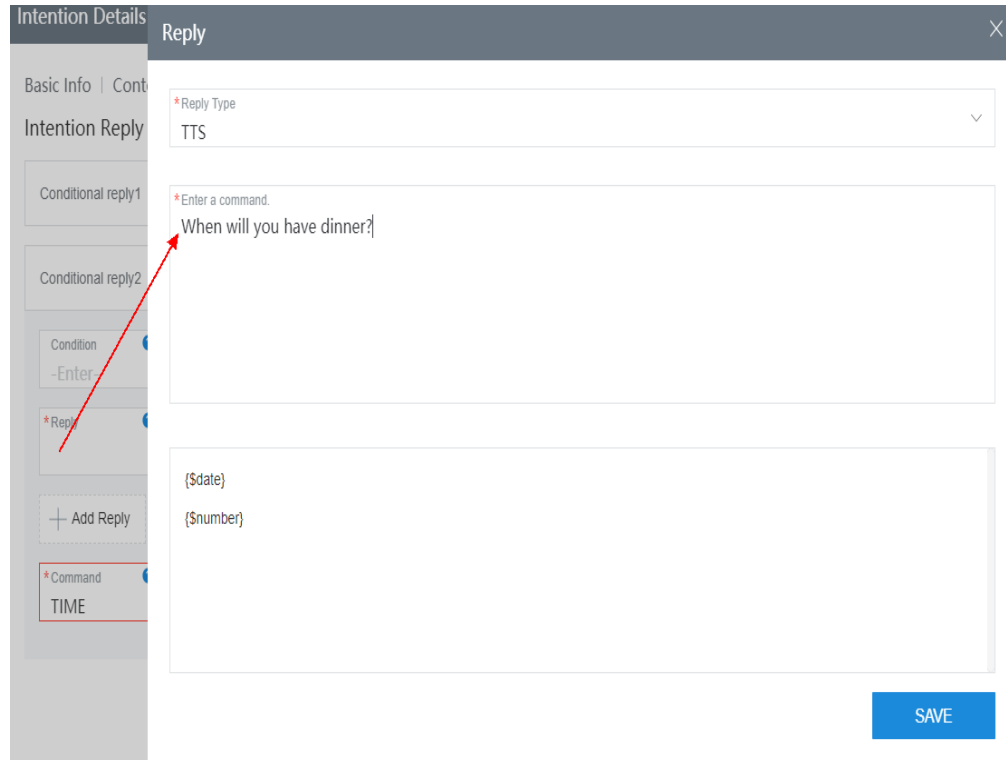 Intention Details
Reply
X
Basic Info | Cont
Intention Reply
Conditional reply1
Conditional reply2
Condition
-Enter-
*Reply
+ Add Reply
*Command
TIME
*Reply Type
TTS
*Enter a command.
When will you have dinner?
{$date}
{$number}
SAVE